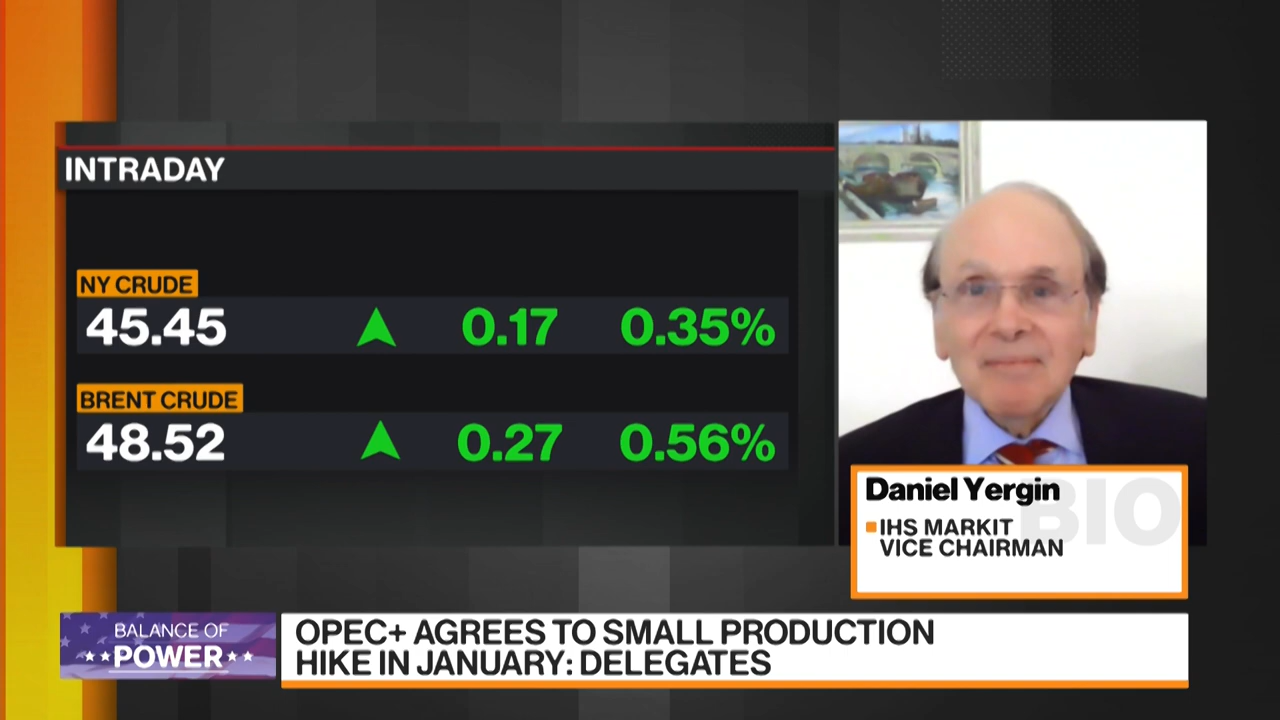 INTRADAY
NY CRUDE
45.45 0.17 0.35%
BRENT CRUDE
48.52 0.27 0.56%
BIO
Daniel Yergin
IHS MARKIT
VICE CHAIRMAN
BALANCE OF
POWER
OPEC+ AGREES TO SMALL PRODUCTION
HIKE IN JANUARY: DELEGATES